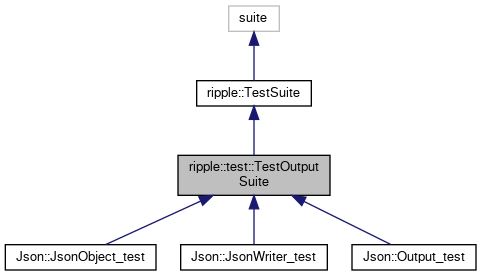 suite
ripple::TestSuite
ripple::test::TestOutput
Suite
Json::JsonObject_test
Json::JsonWriter_test
Json::Output_test